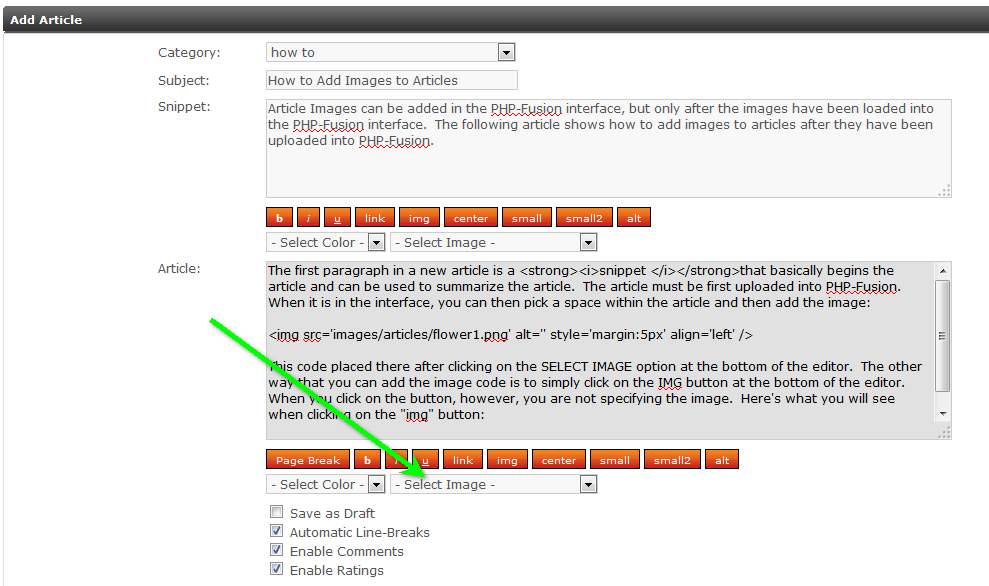 Add Article
Category: how to
Subject: How to Add Images to Articles
Snippet: Article Images can be added in the PHP-Fusion interface, but only after the images have been loaded into
the PHP-Fusion interface.  The following article shows how to add images to articles after they have been
uploaded into PHP-Fusion.
b i u link img center small small2 alt
- Select Color - - Select Image -
Article: The first paragraph in a new article is a <strong><i>snippet </i></strong>that basically begins the
article and can be used to summarize the article.  The article must be first uploaded into PHP-Fusion.
When it is in the interface, you can then pick a space within the article and then add the image:
<img src='images/articles/flower1.png' alt='' style='margin:5px' align='left' />
This code placed there after clicking on the SELECT IMAGE option at the bottom of the editor.  The other
way that you can add the image code is to simply click on the IMG button at the bottom of the editor.
When you click on the button, however, you are not specifying the image.  Here's what you will see
when clicking on the "img" button:
Page Break b i u link img center small small2 alt
- Select Color - - Select Image -
Save as Draft
Automatic Line-Breaks
Enable Comments
Enable Ratings